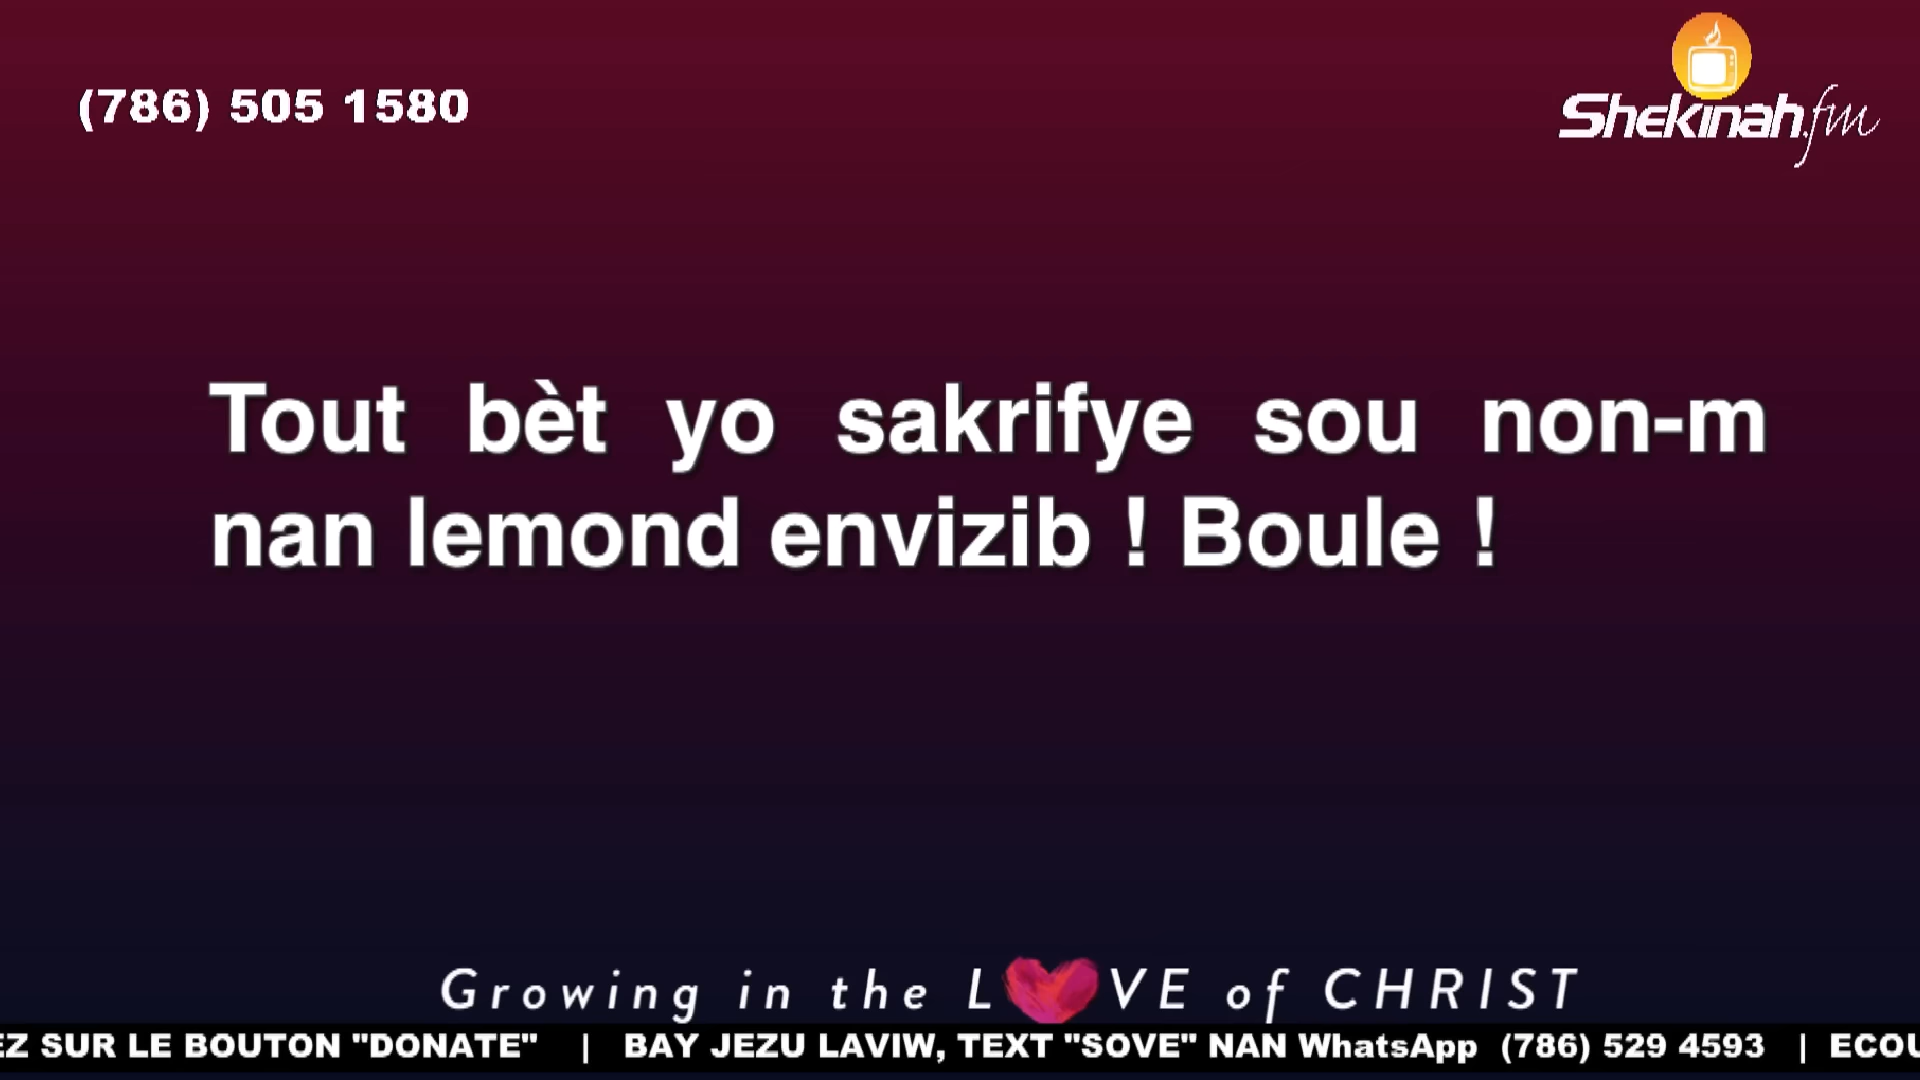 (786) 505 1580
Shekinah.fm
Tout bèt yo sakrifye sou non-m
nan lemond envizib ! Boule !
Growing in the LOVE of CHRIST
EZ SUR LE BOUTON "DONATE" | BAY JEZU LAVIW, TEXT "SOVE" NAN WhatsApp (786) 529 4593 | ECOU